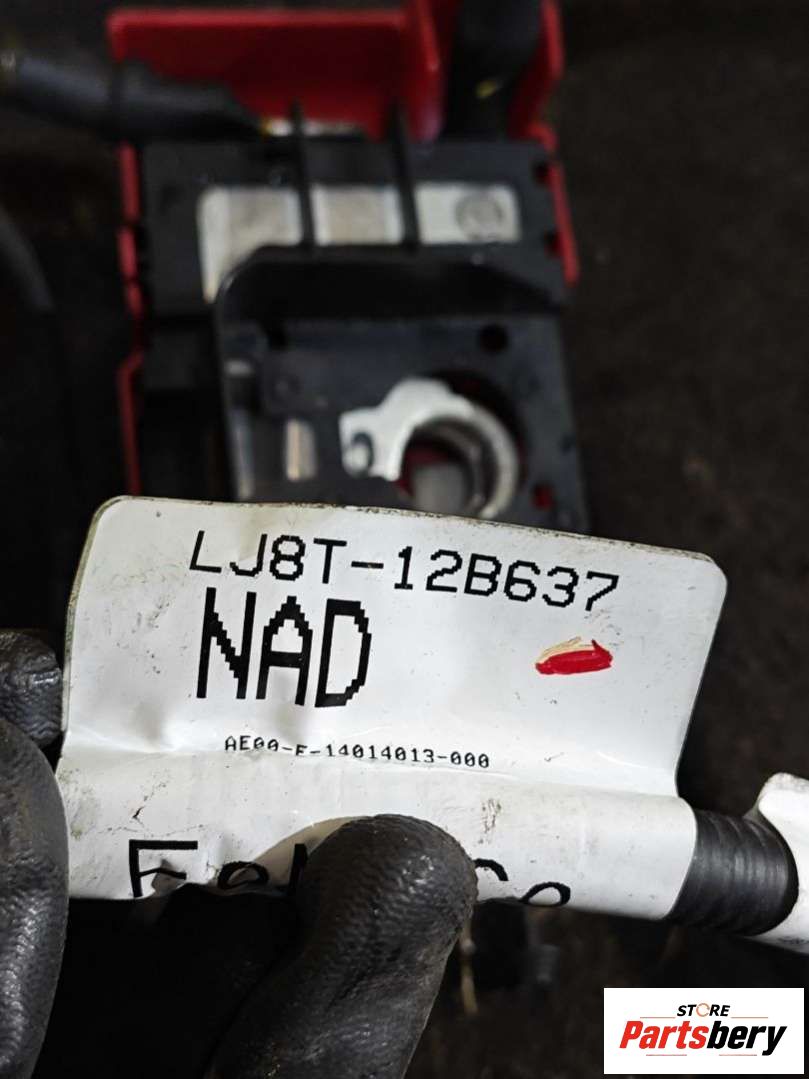 LJ8T-12B637
NAD
AE00-E-14014013-000
STORE
Partsbery